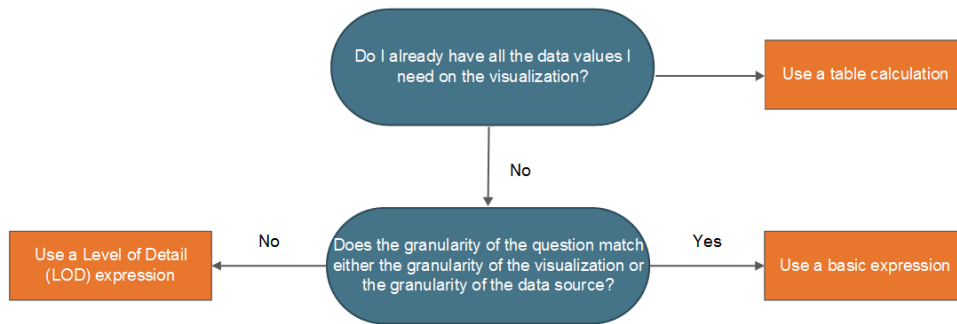 Do I already have all the data values I
need on the visualization?
Use a table calculation
No
No
Does the granularity of the question match
either the granularity of the visualization or
the granularity of the data source?
Yes
Use a Level of Detail
(LOD) expression
Use a basic expression